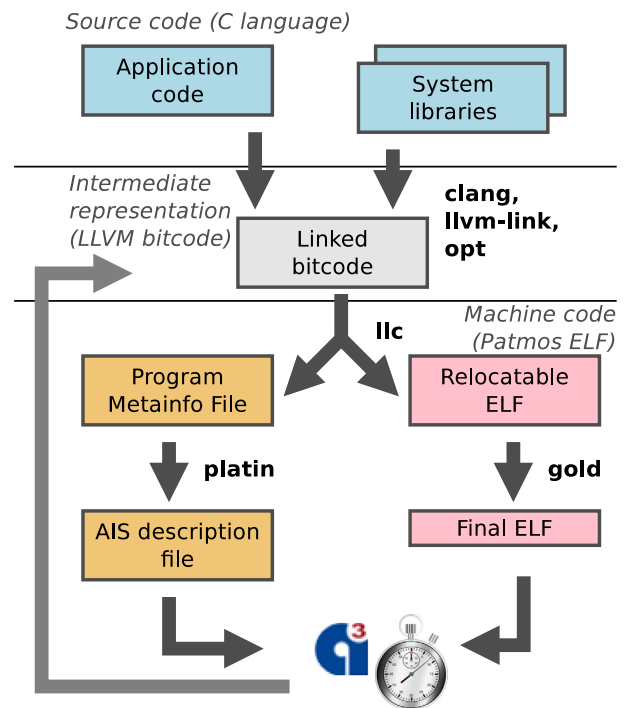 Source code (C language)
Application
code
System
libraries
Intermediate
representation
(LLVM bitcode)
clang,
llvm-link,
opt
Linked
bitcode
Machine code
(Patmos ELF)
llc
Program
Metainfo File
Relocatable
ELF
platin
gold
AIS description
file
Final ELF
a3